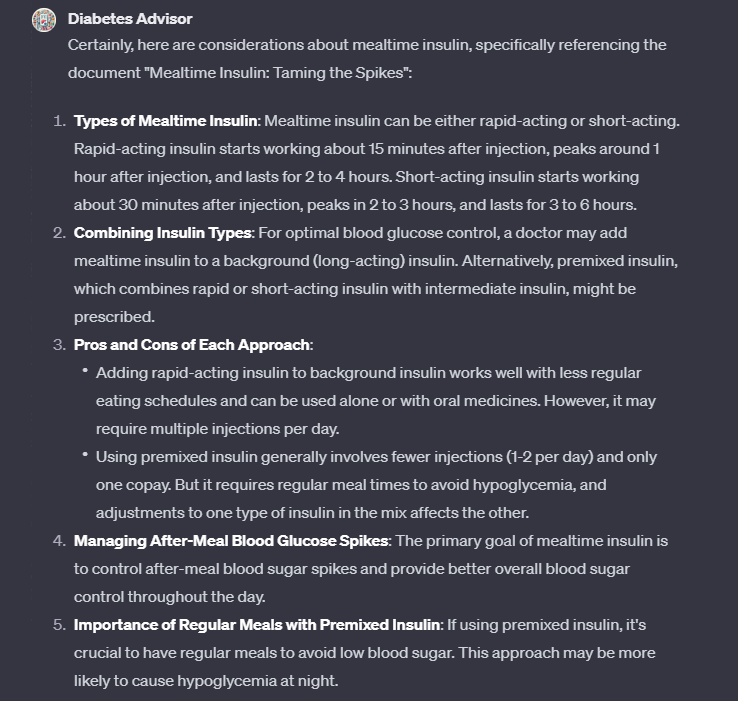 Diabetes Advisor
Certainly, here are considerations about mealtime insulin, specifically referencing the
document "Mealtime Insulin: Taming the Spikes":
1. Types of Mealtime Insulin: Mealtime insulin can be either rapid-acting or short-acting.
Rapid-acting insulin starts working about 15 minutes after injection, peaks around 1
hour after injection, and lasts for 2 to 4 hours. Short-acting insulin starts working
about 30 minutes after injection, peaks in 2 to 3 hours, and lasts for 3 to 6 hours.
2. Combining Insulin Types: For optimal blood glucose control, a doctor may add
mealtime insulin to a background (long-acting) insulin. Alternatively, premixed insulin,
which combines rapid or short-acting insulin with intermediate insulin, might be
prescribed.
3. Pros and Cons of Each Approach:
• Adding rapid-acting insulin to background insulin works well with less regular
eating schedules and can be used alone or with oral medicines. However, it may
require multiple injections per day.
• Using premixed insulin generally involves fewer injections (1-2 per day) and only
one copay. But it requires regular meal times to avoid hypoglycemia, and
adjustments to one type of insulin in the mix affects the other.
4. Managing After-Meal Blood Glucose Spikes: The primary goal of mealtime insulin is
to control after-meal blood sugar spikes and provide better overall blood sugar
control throughout the day.
5. Importance of Regular Meals with Premixed Insulin: If using premixed insulin, it's
crucial to have regular meals to avoid low blood sugar. This approach may be more
likely to cause hypoglycemia at night.